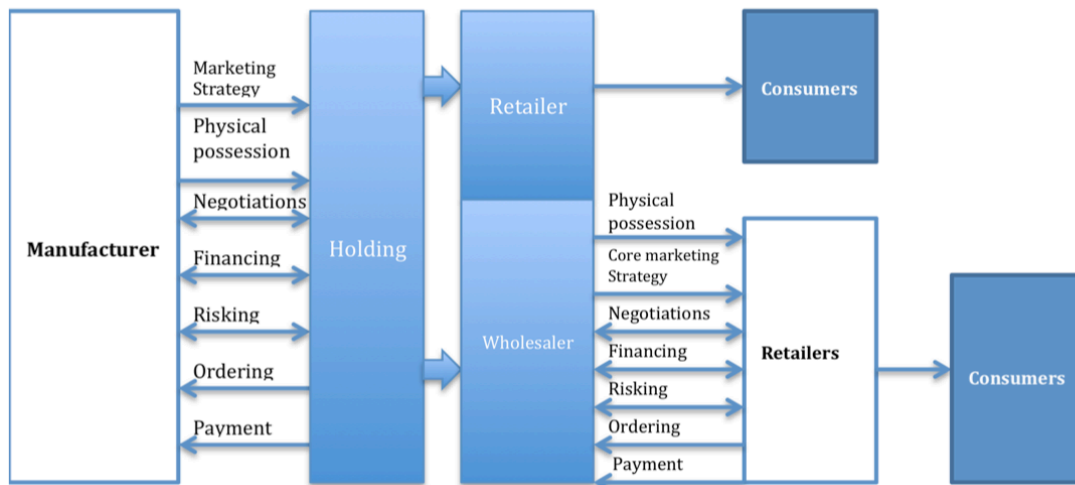 Manufacturer
Marketing
Strategy
Physical
possession
Negotiations
Financing
Risking
Ordering
Payment
Holding
Retailer
Wholesaler
Consumers
Physical
possession
Core marketing
Strategy
Negotiations
Financing
Risking
Ordering
Payment
Retailers
Consumers